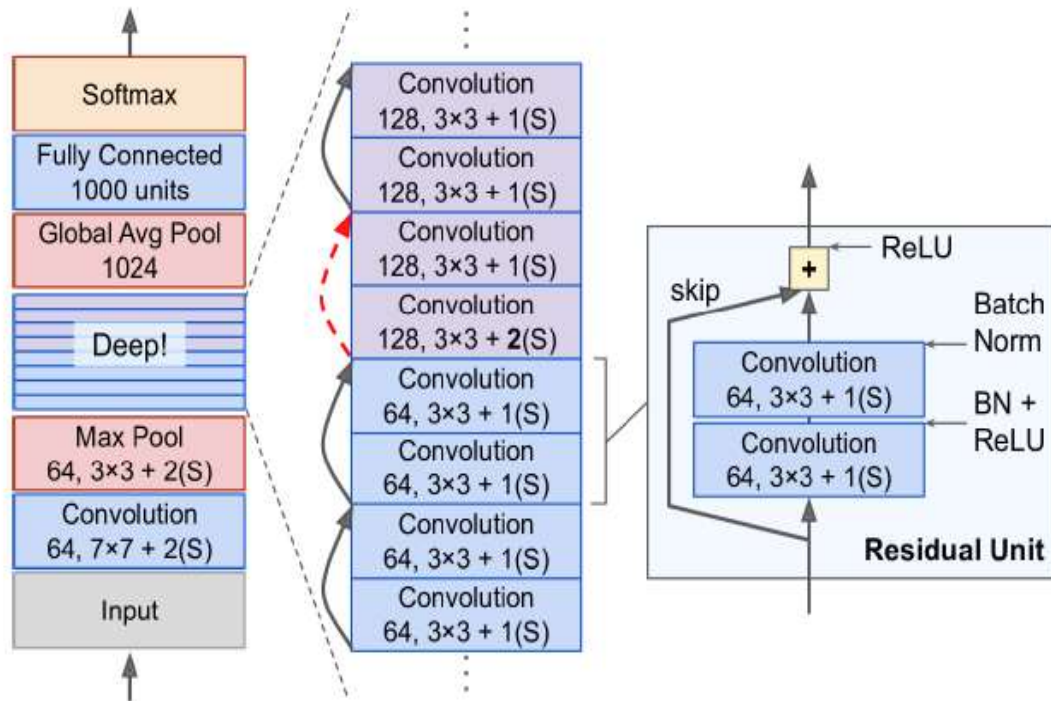 Softmax
Fully Connected
1000 units
Global Avg Pool
1024
Deep!
Max Pool
64, 3×3 + 2(S)
Convolution
64, 7×7 + 2(S)
Input
Convolution
128, 3×3 + 1(S)
Convolution
128, 3×3 + 1(S)
Convolution
128, 3×3 + 1(S)
Convolution
128, 3×3 + 2(S)
Convolution
64, 3×3 + 1(S)
Convolution
64, 3×3 + 1(S)
Convolution
64, 3×3 + 1(S)
Convolution
64, 3×3 + 1(S)
+
ReLU
skip
Batch
Norm
Convolution
64, 3×3 + 1(S)
BN +
ReLU
Convolution
64, 3×3 + 1(S)
Residual Unit